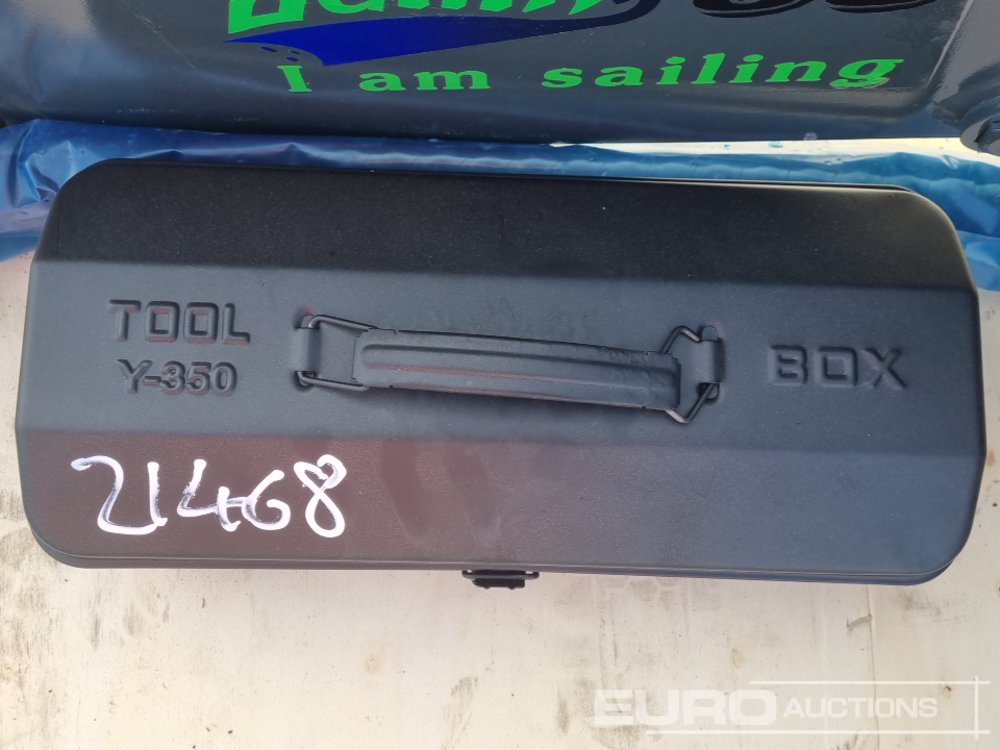 I am sailing
TOOL BOX
Y-350
21468
EURO AUCTIONS